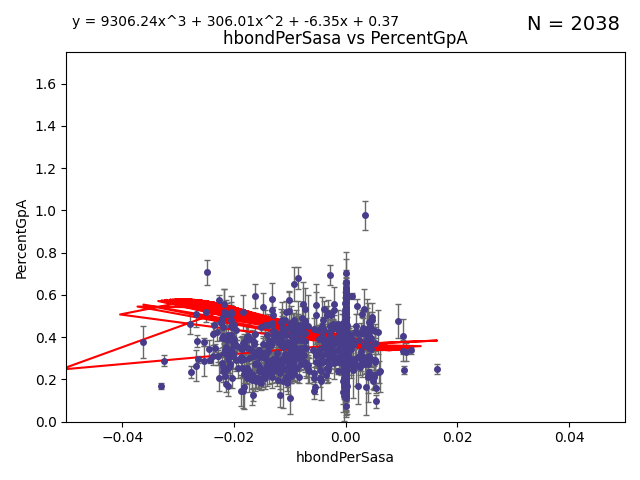 y = 9306.24x^3 + 306.01x^2 + -6.35x + 0.37
N = 2038
hbondPerSasa vs PercentGpA
1.6
1.4
1.2
1.0
0.8
0.6
0.4
0.2
0.0
PercentGpA
−0.04 −0.02 0.00 0.02 0.04
hbondPerSasa